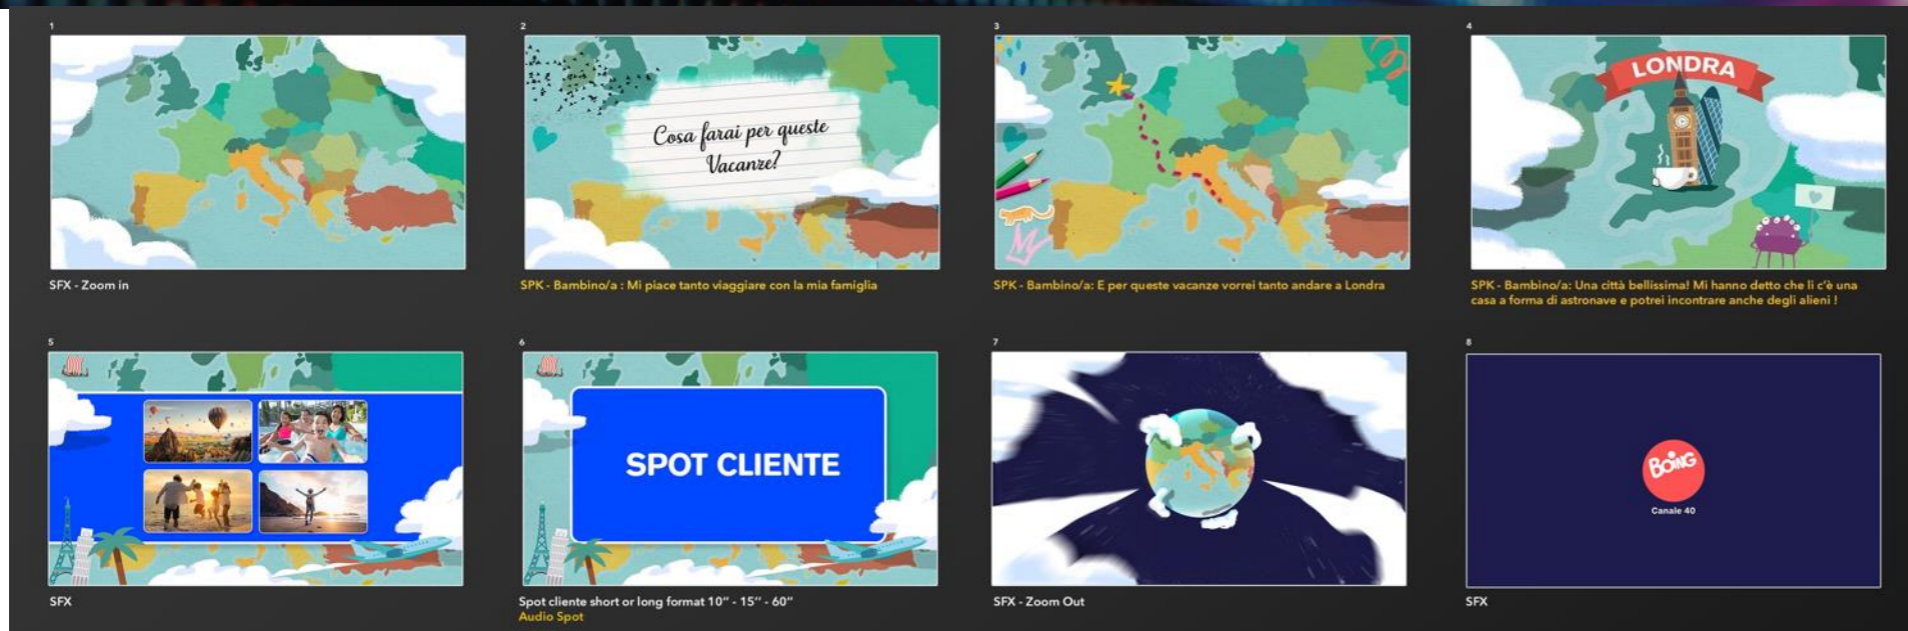 1
2
3
4
Cosa farai per queste
Vacanze?
LONDRA
SFX - Zoom in
SPK - Bambino/a : Mi piace tanto viaggiare con la mia famiglia
SPK - Bambino/a: E per queste vacanze vorrei tanto andare a Londra
SPK - Bambino/a: Una città bellissima! Mi hanno detto che li c'è una
casa a forma di astronave e potrei incontrare anche degli alieni !
5
6
7
8
SPOT CLIENTE
BOING
Canale 40
SFX
Spot cliente short or long format 10" - 15" - 60"
Audio Spot
SFX - Zoom Out
SFX